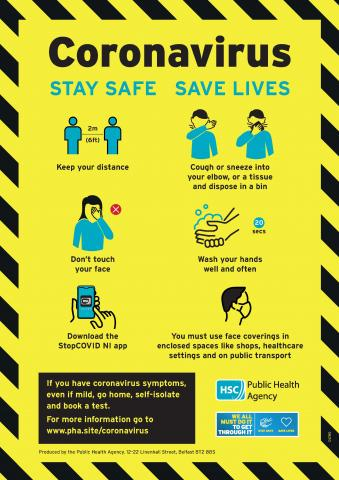 Coronavirus
STAY SAFE SAVE LIVES
2m
(6ft)
Keep your distance
Cough or sneeze into
your elbow, or a tissue
and dispose in a bin
Don't touch
your face
20
secs
Wash your hands
well and often
Download the
StopCOVID NI app
You must use face coverings in
enclosed spaces like shops, healthcare
settings and on public transport
If you have coronavirus symptoms,
even if mild, go home, self-isolate
and book a test.
For more information go to
www.pha.site/coronavirus
HSC Public Health
Agency
WE ALL
MUST DO IT
TO GET
THROUGH IT
STAY SAFE
SAVE LIVES
Produced by the Public Health Agency, 12-22 Linenhall Street, Belfast BT2 8BS